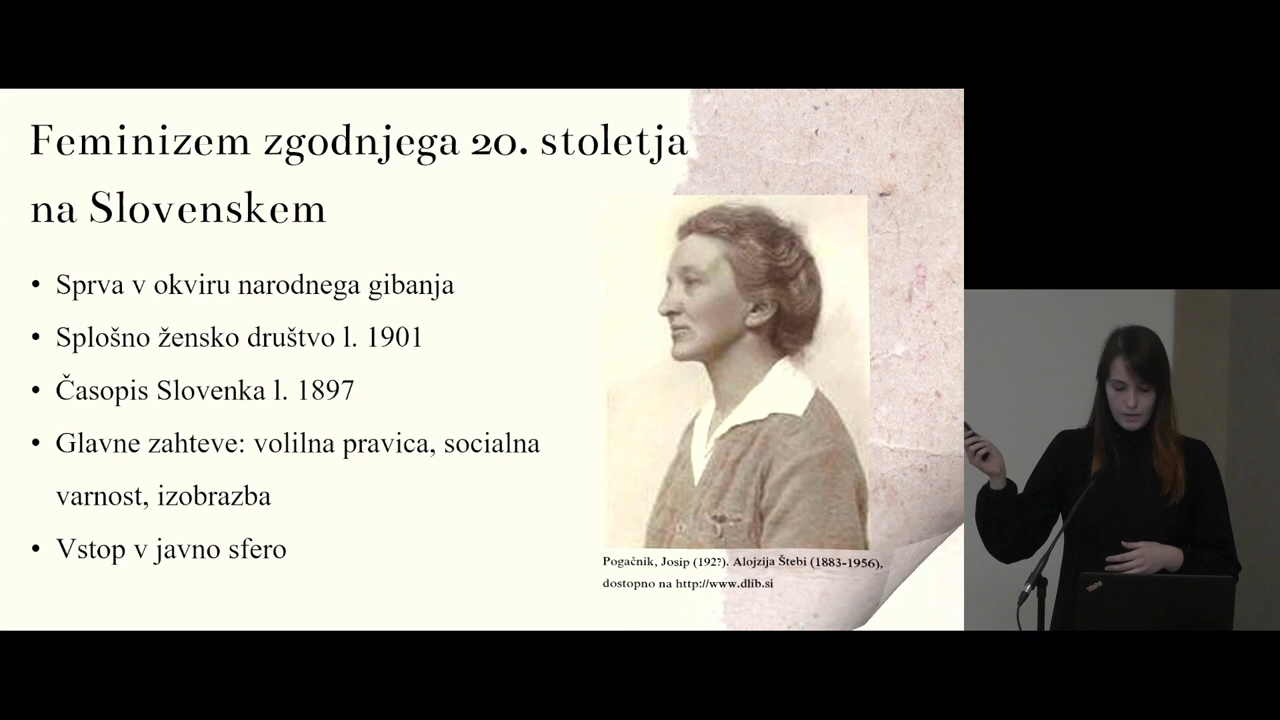 Feminizem zgodnjega 20. stoletja
na Slovenskem
• Sprva v okviru narodnega gibanja
• Splošno žensko društvo l. 1901
• Časopis Slovenka l. 1897
• Glavne zahteve: volilna pravica, socialna
varnost, izobrazba
• Vstop v javno sfero
Pogačnik, Josip (192?). Alojzija Štebi (1883-1956),
dostopno na http://www.dlib.si
ThinkPad